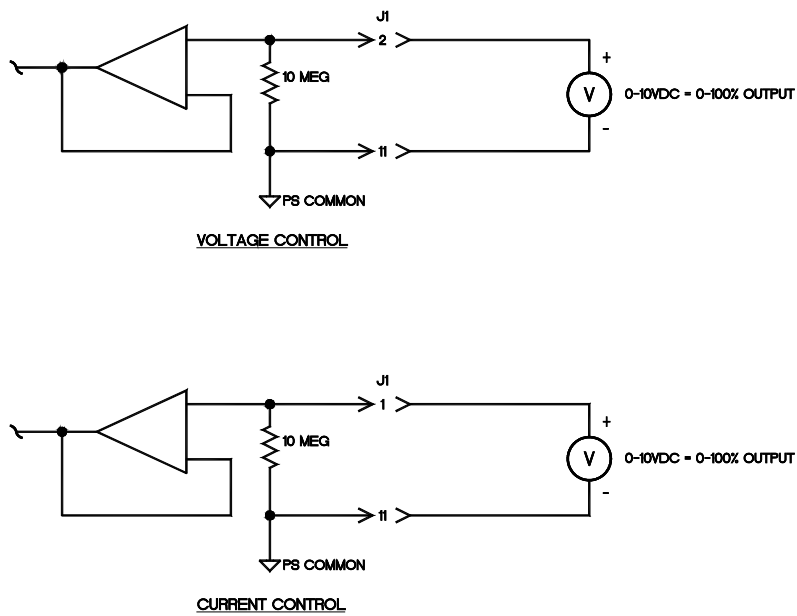 J1
2
+
10 MEG
V
0-10VDC = 0-100% OUTPUT
-
11
PS COMMON
VOLTAGE CONTROL
J1
1
+
10 MEG
V
0-10VDC = 0-100% OUTPUT
-
11
PS COMMON
CURRENT CONTROL